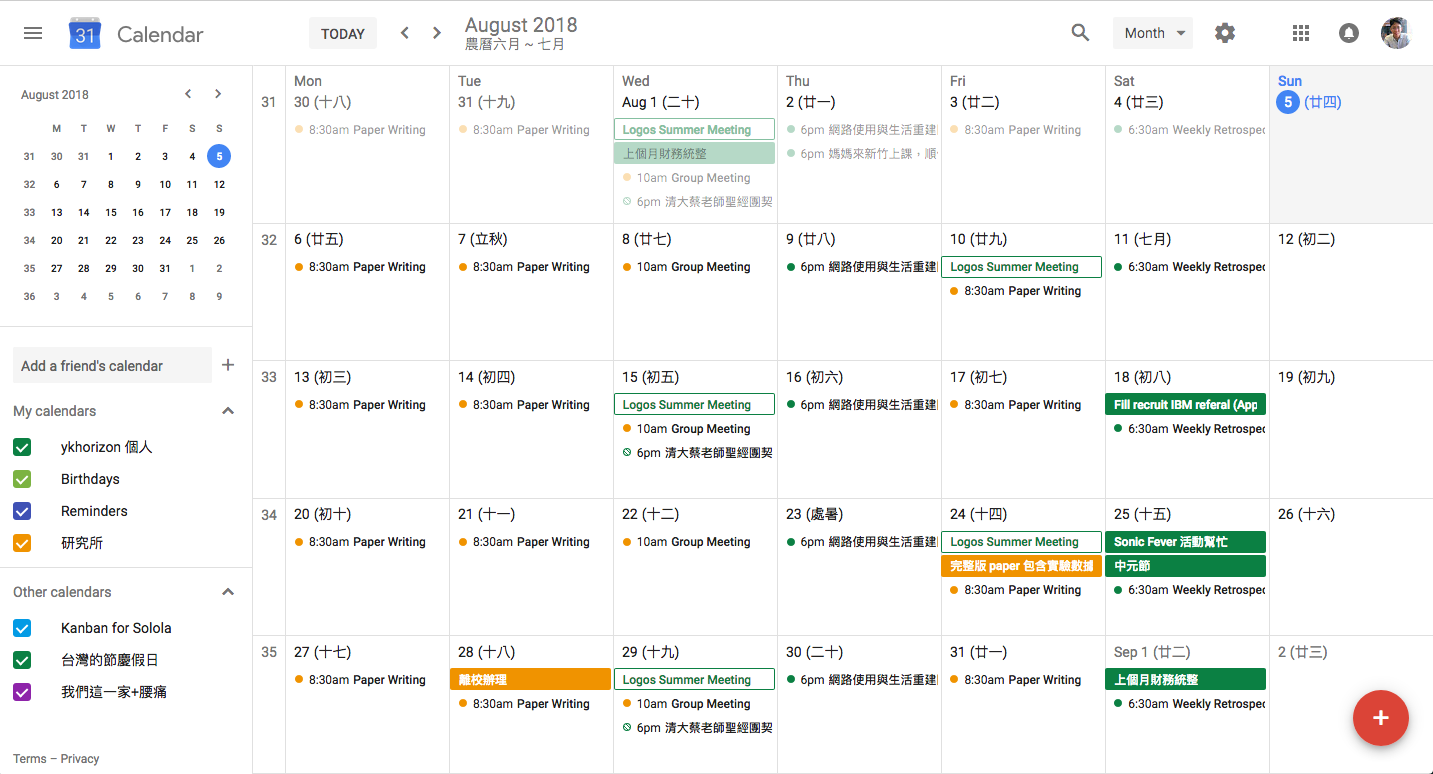 31 Calendar
TODAY
August 2018
農曆六月 ~ 七月
Month
August 2018
M T W T F S S
31 30 31 1 2 3 4 5
32 6 7 8 9 10 11 12
33 13 14 15 16 17 18 19
34 20 21 22 23 24 25 26
35 27 28 29 30 31 1 2
36 3 4 5 6 7 8 9
Add a friend's calendar
My calendars
ykhorizon 個人
Birthdays
Reminders
研究所
Other calendars
Kanban for Solola
台灣的節慶假日
我們這一家+腰痛
Terms – Privacy
Mon Tue Wed Thu Fri Sat Sun
31 30 (十八) 31 (十九) Aug 1 (二十) 2 (廿一) 3 (廿二) 4 (廿三) 5 (廿四)
8:30am Paper Writing 8:30am Paper Writing Logos Summer Meeting 6pm 網路使用與生活重建 8:30am Paper Writing 6:30am Weekly Retrospec
上個月財務統整 6pm 媽媽來新竹上課，順
10am Group Meeting
6pm 清大蔡老師聖經團契
32 6 (廿五) 7 (立秋) 8 (廿七) 9 (廿八) 10 (廿九) 11 (七月) 12 (初二)
8:30am Paper Writing 8:30am Paper Writing 10am Group Meeting 6pm 網路使用與生活重建 Logos Summer Meeting 6:30am Weekly Retrospec
8:30am Paper Writing
33 13 (初三) 14 (初四) 15 (初五) 16 (初六) 17 (初七) 18 (初八) 19 (初九)
8:30am Paper Writing 8:30am Paper Writing Logos Summer Meeting 6pm 網路使用與生活重建 8:30am Paper Writing Fill recruit IBM referal (App
10am Group Meeting 6:30am Weekly Retrospec
6pm 清大蔡老師聖經團契
34 20 (初十) 21 (十一) 22 (十二) 23 (處暑) 24 (十四) 25 (十五) 26 (十六)
8:30am Paper Writing 8:30am Paper Writing 10am Group Meeting 6pm 網路使用與生活重建 Logos Summer Meeting Sonic Fever 活動幫忙
完整版 paper 包含實驗數據 中元節
8:30am Paper Writing 6:30am Weekly Retrospec
35 27 (十七) 28 (十八) 29 (十九) 30 (二十) 31 (廿一) Sep 1 (廿二) 2 (廿三)
8:30am Paper Writing 離校辦理 Logos Summer Meeting 6pm 網路使用與生活重建 8:30am Paper Writing 上個月財務統整
8:30am Paper Writing 10am Group Meeting 6:30am Weekly Retrospec
6pm 清大蔡老師聖經團契